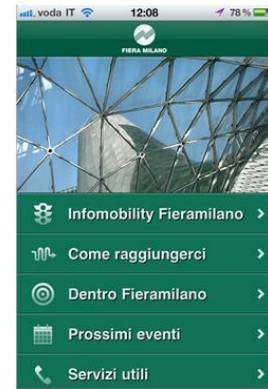 voda IT 12:08 78%
FIERA MILANO
Infomobility Fieramilano
Come raggiungerci
Dentro Fieramilano
Prossimi eventi
Servizi utili